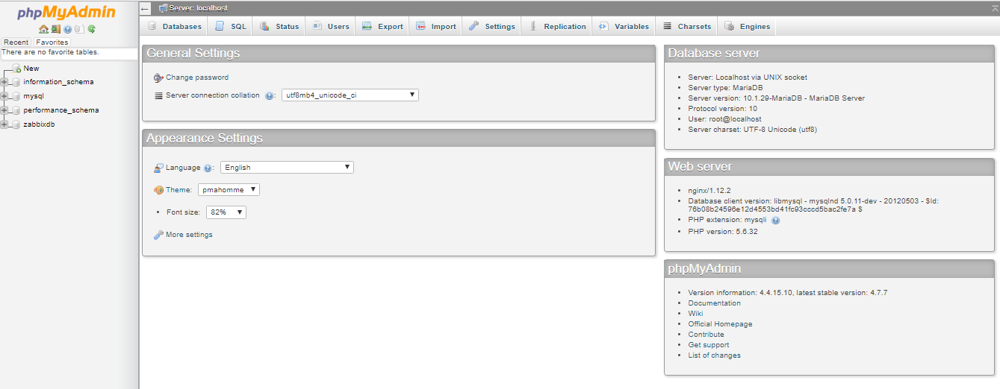 phpMyAdmin
Recent Favorites
There are no favorite tables.
New
information_schema
mysql
performance_schema
zabbixdb
Server: localhost
Databases SQL Status Users Export Import Settings Replication Variables Charsets Engines
General Settings
Change password
Server connection collation : utf8mb4_unicode_ci
Appearance Settings
Language : English
Theme: pmahomme
• Font size: 82%
More settings
Database server
• Server: Localhost via UNIX socket
• Server type: MariaDB
• Server version: 10.1.29-MariaDB - MariaDB Server
• Protocol version: 10
• User: root@localhost
• Server charset: UTF-8 Unicode (utf8)
Web server
• nginx/1.12.2
• Database client version: libmysql - mysqlnd 5.0.11-dev - 20120503 - $Id:
76b08b24596e12d4553bd41fc93cccd5bac2fe7a $
• PHP extension: mysqli
• PHP version: 5.6.32
phpMyAdmin
• Version information: 4.4.15.10, latest stable version: 4.7.7
• Documentation
• Wiki
• Official Homepage
• Contribute
• Get support
• List of changes